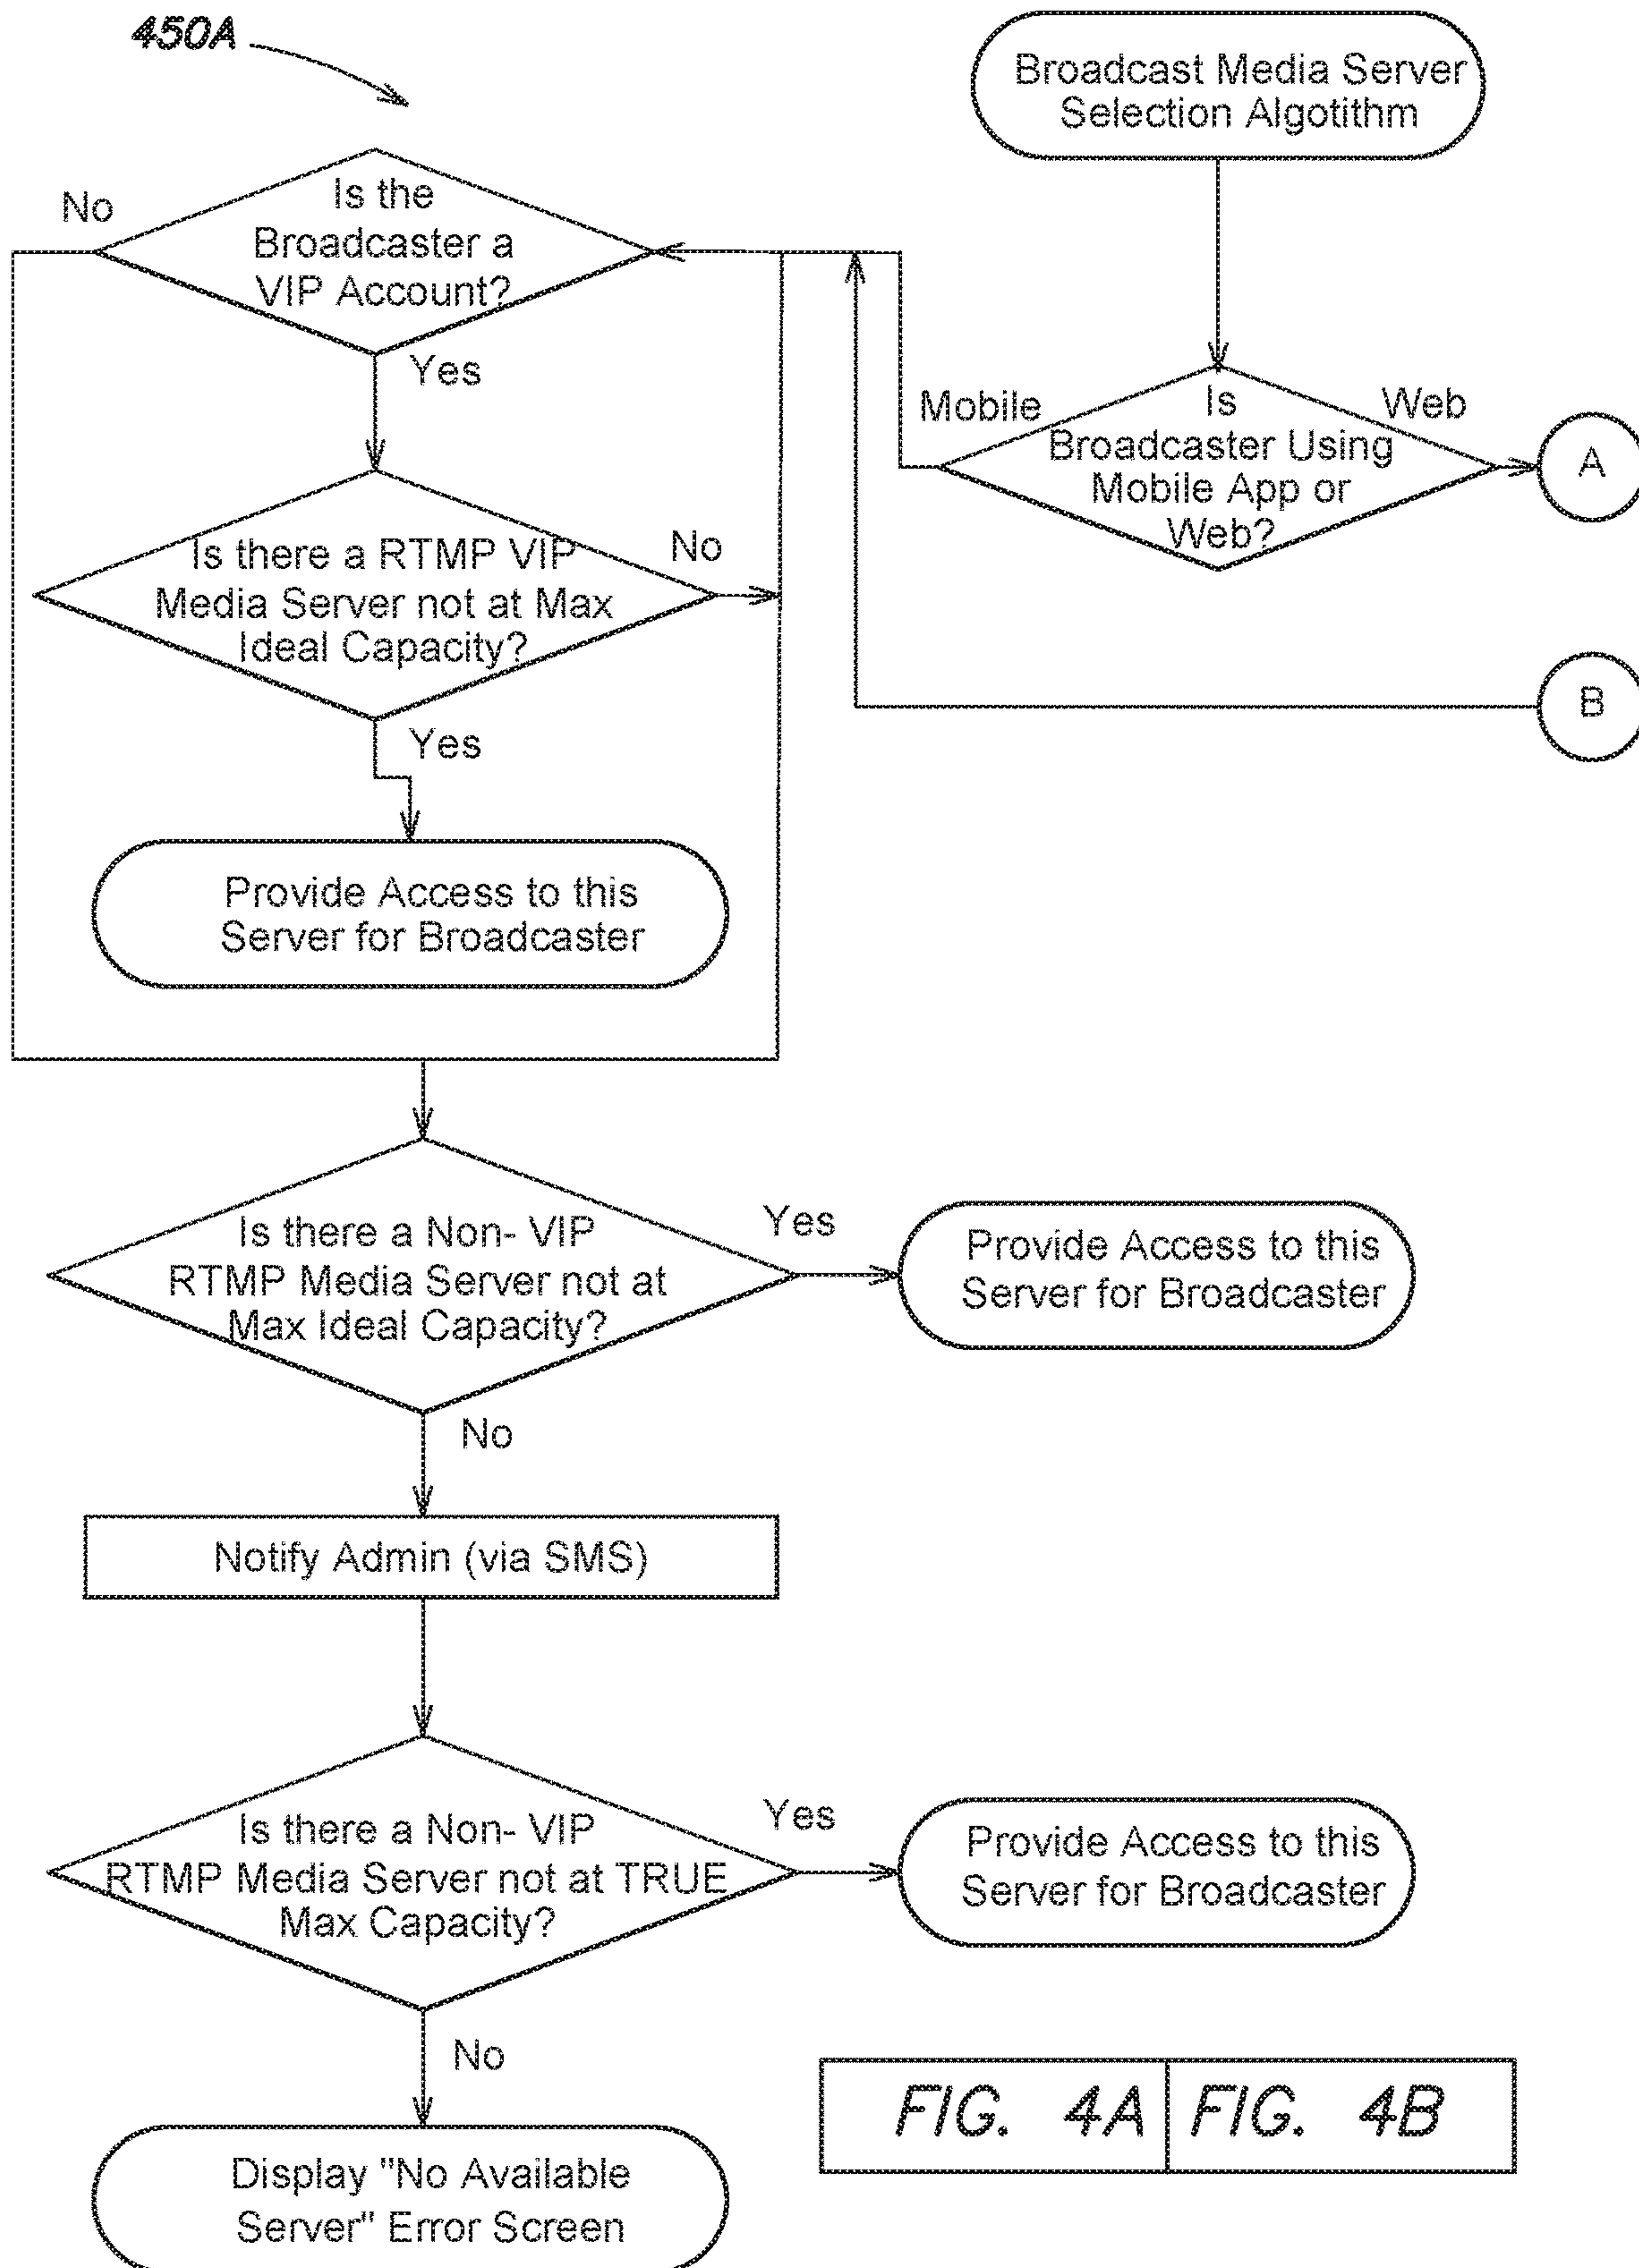 450A
Broadcast Media Server
Selection Algotithm
No
Is the
Broadcaster a
VIP Account?
Yes
Mobile
Is
Broadcaster Using
Mobile App or
Web?
Web
A
Is there a RTMP VIP
Media Server not at Max
Ideal Capacity?
No
B
Yes
Provide Access to this
Server for Broadcaster
Is there a Non- VIP
RTMP Media Server not at
Max Ideal Capacity?
Yes
Provide Access to this
Server for Broadcaster
No
Notify Admin (via SMS)
Is there a Non- VIP
RTMP Media Server not at TRUE
Max Capacity?
Yes
Provide Access to this
Server for Broadcaster
No
Display "No Available
Server" Error Screen
FIG. 4A
FIG. 4B